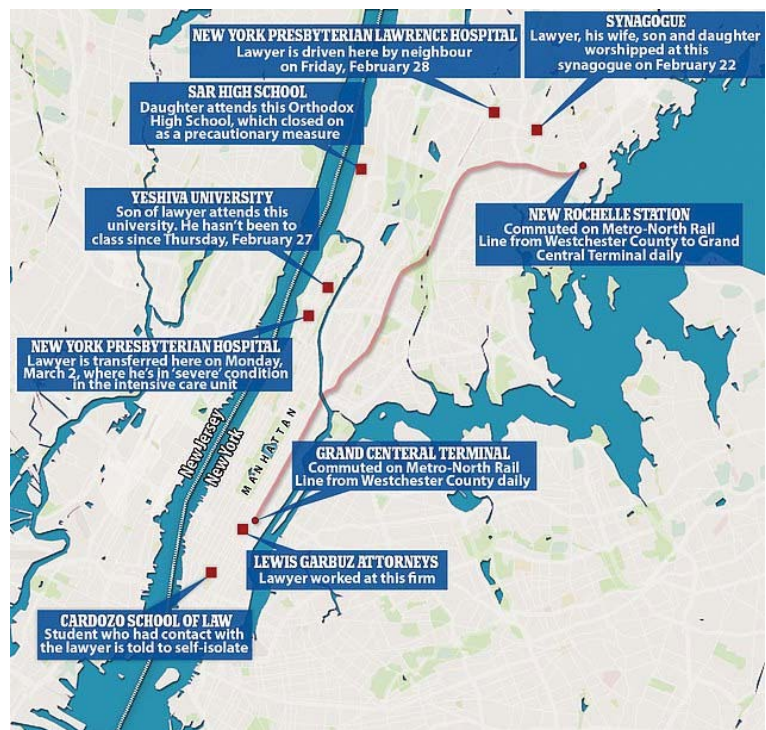 NEW YORK PRESBYTERIAN LAWRENCE HOSPITAL
Lawyer is driven here by neighbour
on Friday, February 28
SYNAGOGUE
Lawyer, his wife, son and daughter
worshipped at this
synagogue on February 22
SAR HIGH SCHOOL
Daughter attends this Orthodox
High School, which closed on
as a precautionary measure
YESHIVA UNIVERSITY
Son of lawyer attends this
university. He hasn't been to
class since Thursday, February 27
NEW ROCHELLE STATION
Commuted on Metro-North Rail
Line from Westchester County to Grand
Central Terminal daily
NEW YORK PRESBYTERIAN HOSPITAL
Lawyer is transferred here on Monday,
March 2, where he's in 'severe' condition
in the intensive care unit
New Jersey
New York
MANHATTAN
GRAND CENTERAL TERMINAL
Commuted on Metro-North Rail
Line from Westchester County daily
LEWIS GARBUZ ATTORNEYS
Lawyer worked at this firm
CARDOZO SCHOOL OF LAW
Student who had contact with
the lawyer is told to self-isolate